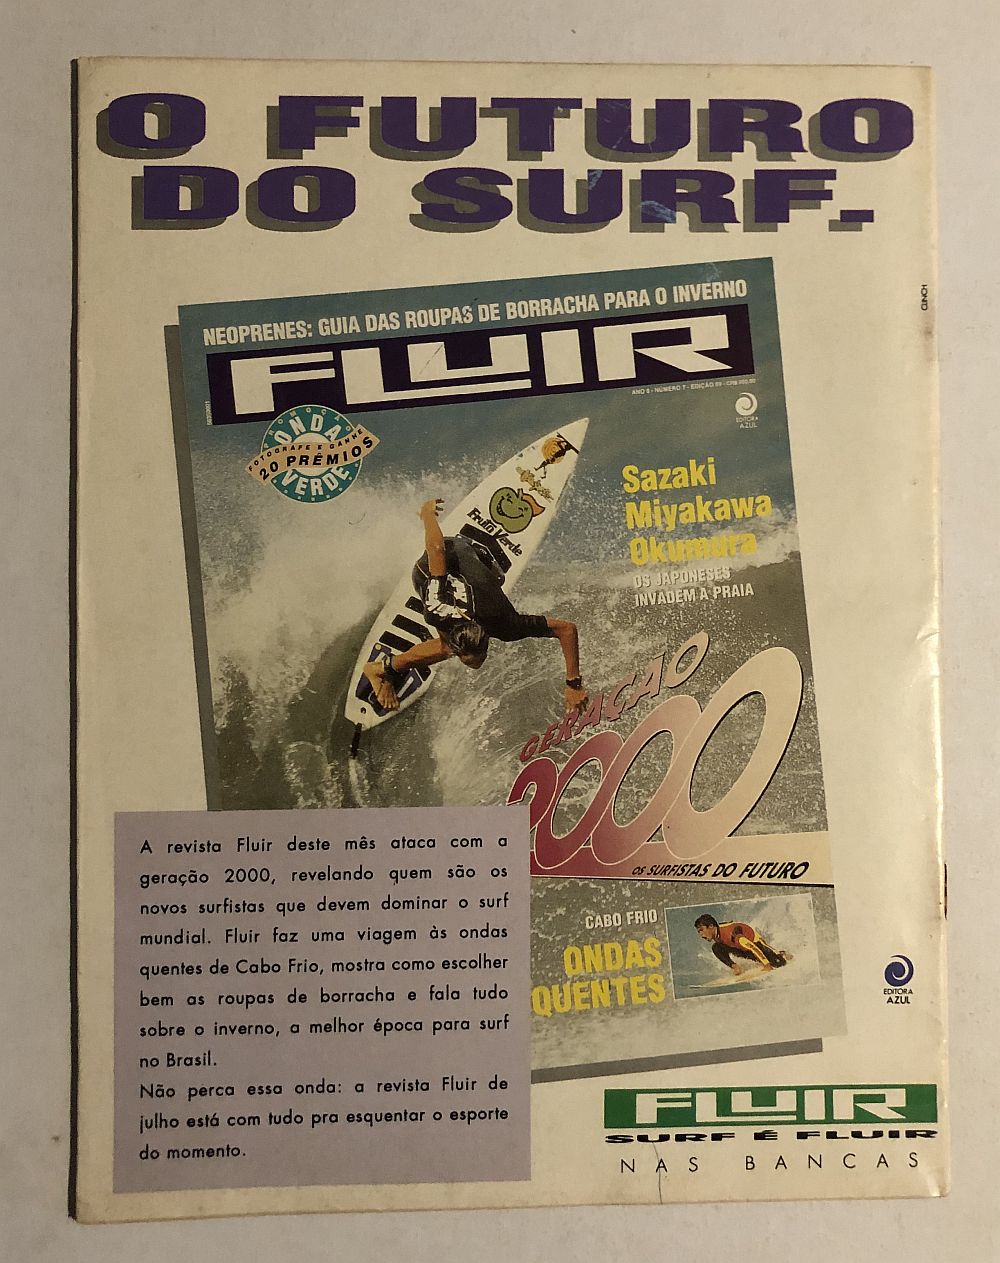 O FUTURO
DO SURF.
CLINCH
NEOPRENES: GUIA DAS ROUPAS DE BORRACHA PARA O INVERNO
FLUIR
EDITORA
AZUL
PROMOÇÃO
ONDA
FOTOGRAFE E GANHE
20 PRÊMIOS
VERDE
Fruto Verde
Sazaki
Miyakawa
Okumura
OS JAPONESES
INVADEM A PRAIA
GERAÇÃO
2000
OS SURFISTAS DO FUTURO
CABO FRIO
ONDAS
QUENTES
A revista Fluir deste mês ataca com a
geração 2000, revelando quem são os
novos surfistas que devem dominar o surf
mundial. Fluir faz uma viagem às ondas
quentes de Cabo Frio, mostra como escolher
bem as roupas de borracha e fala tudo
sobre o inverno, a melhor época para surf
no Brasil.
Não perca essa onda: a revista Fluir de
julho está com tudo pra esquentar o esporte
do momento.
EDITORA
AZUL
FLUIR
SURF É FLUIR
NAS BANCAS